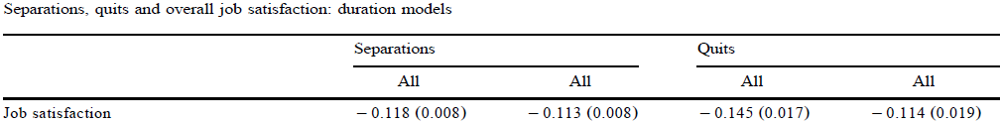 Separations, quits and overall job satisfaction: duration models
Separations Quits
All All All All
Job satisfaction − 0.118 (0.008) − 0.113 (0.008) − 0.145 (0.017) − 0.114 (0.019)